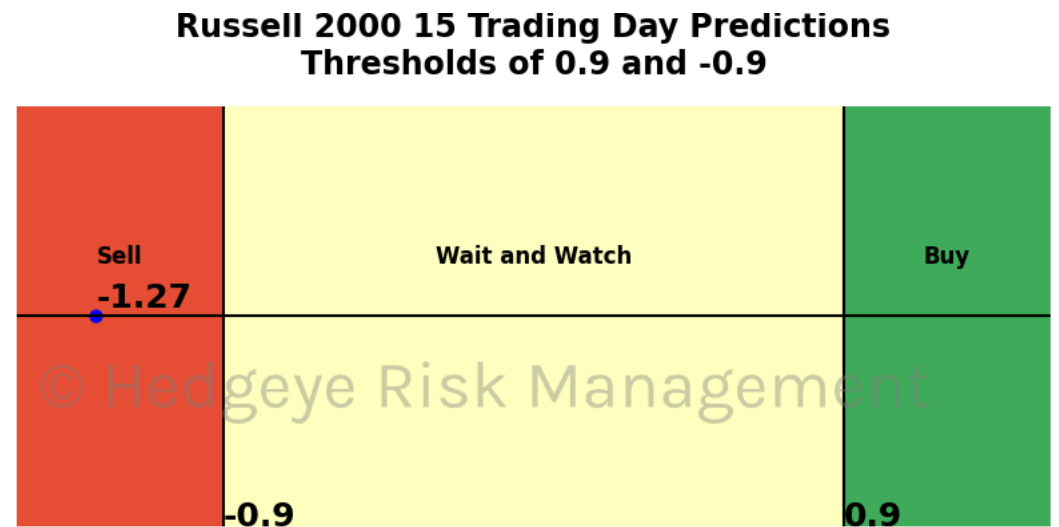 Russell 2000 15 Trading Day Predictions
Thresholds of 0.9 and -0.9
Sell
Wait and Watch
Buy
-1.27
© Hedgeye Risk Management
-0.9
0.9